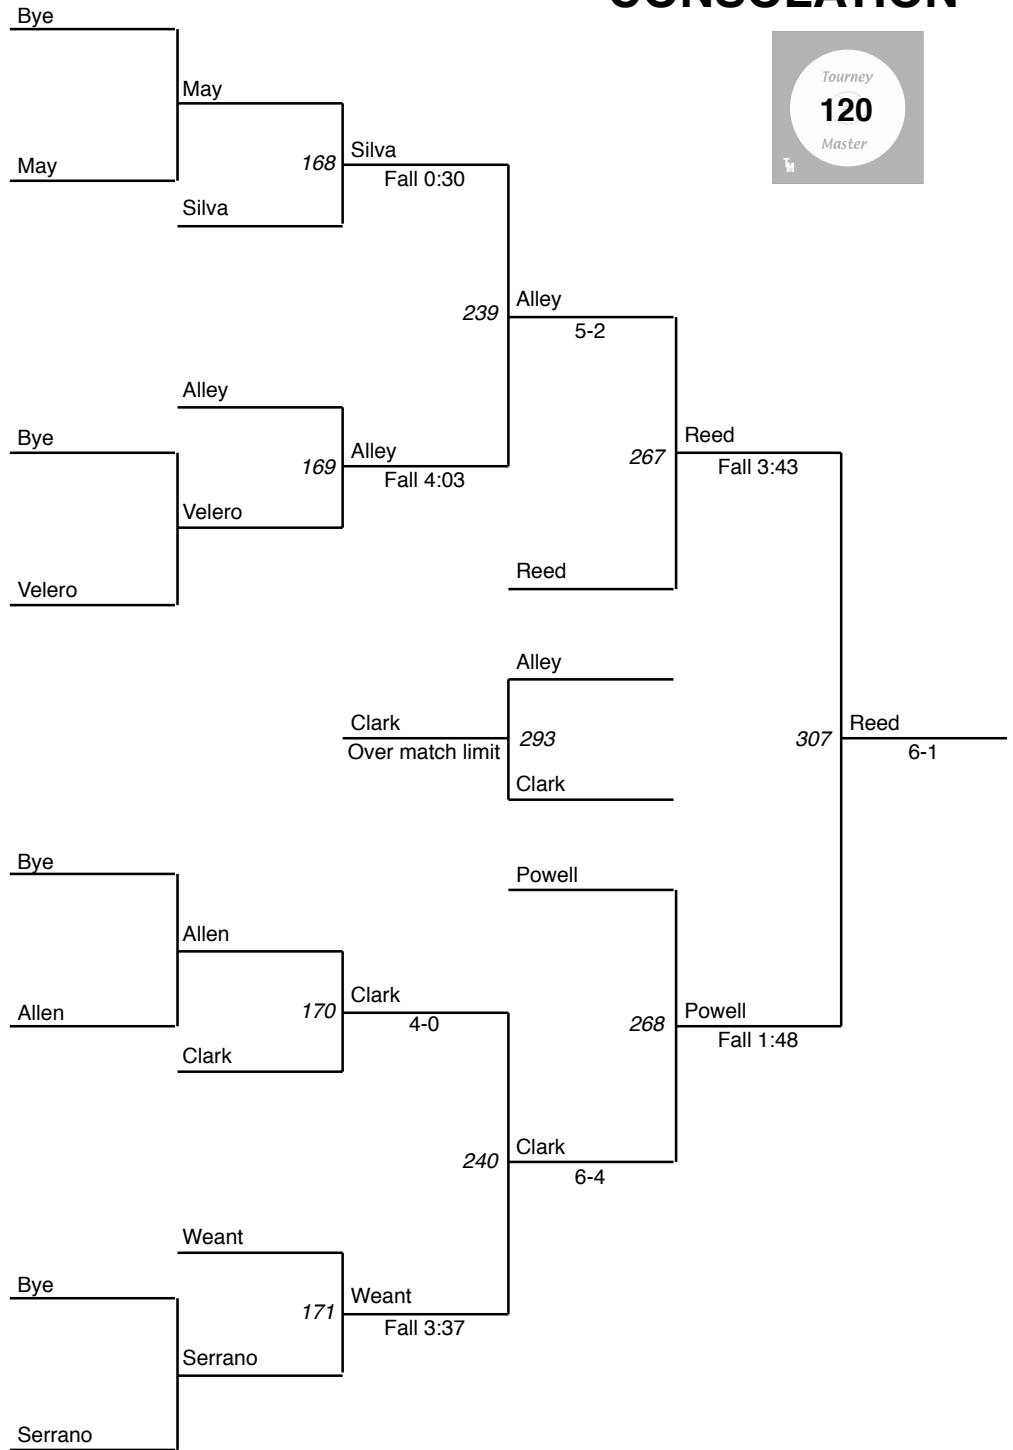 CONSOLATION
Bye
Tourney
120
Master
TM
May
May
168
Silva
Fall 0:30
Silva
239
Alley
5-2
Alley
Bye
169
Alley
Fall 4:03
267
Reed
Fall 3:43
Velero
Velero
Reed
Alley
Clark
Over match limit
293
307
Reed
6-1
Clark
Bye
Powell
Allen
Allen
170
Clark
4-0
268
Powell
Fall 1:48
Clark
240
Clark
6-4
Weant
Bye
171
Weant
Fall 3:37
Serrano
Serrano